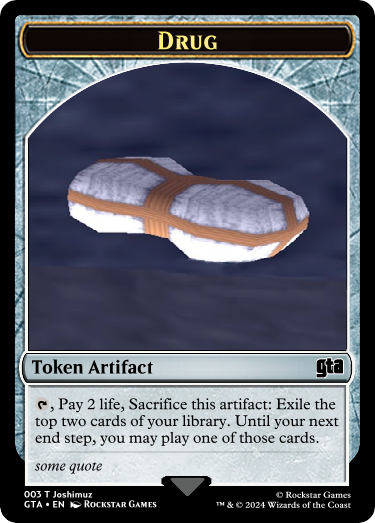 Drug
Token Artifact gta
, Pay 2 life, Sacrifice this artifact: Exile the
top two cards of your library. Until your next
end step, you may play one of those cards.
some quote
003 T Joshimuz © Rockstar Games
GTA • EN Rockstar Games ™ & © 2024 Wizards of the Coast